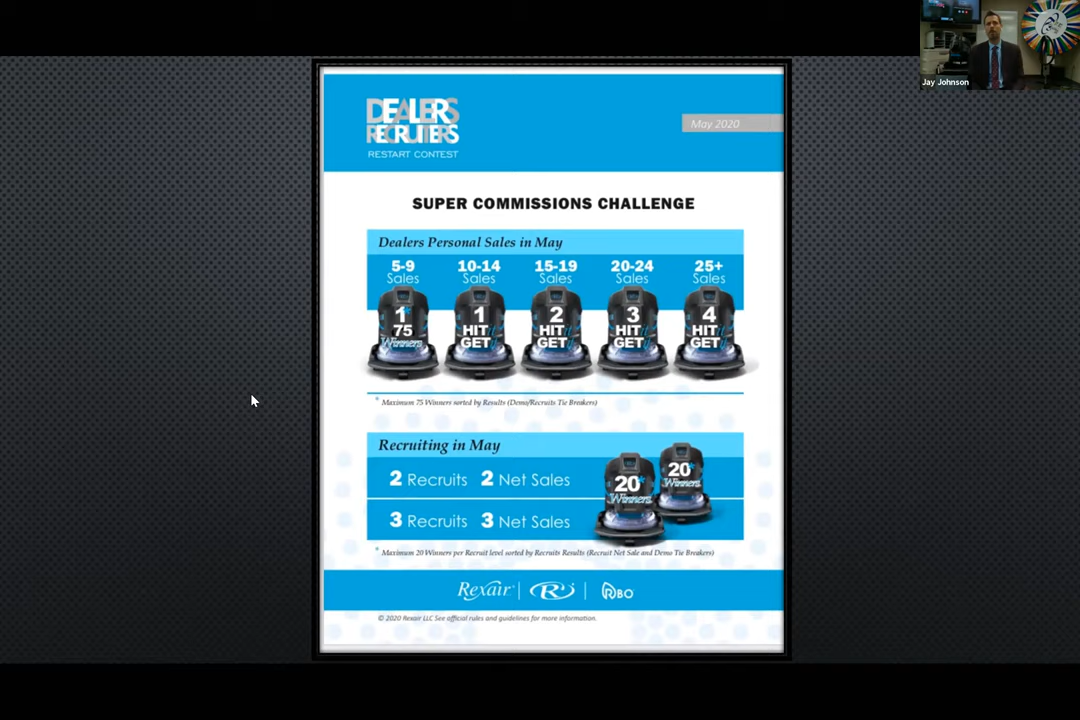 Jay Johnson
DEALERS
RECRUITERS
RESTART CONTEST
May 2020
SUPER COMMISSIONS CHALLENGE
Dealers Personal Sales in May
5-9 10-14 15-19 20-24 25+
Sales Sales Sales Sales Sales
1* 1 2 3 4
75 HIT HIT HIT HIT
Winners GET GET GET GET
* Maximum 75 Winners sorted by Results (Demo/Recruits Tie Breakers)
Recruiting in May
2 Recruits 2 Net Sales
20* Winners
20* Winners
3 Recruits 3 Net Sales
* Maximum 20 Winners per Recruit level sorted by Recruits Results (Recruit Net Sale and Demo Tie Breakers)
Rexair | R | RBO
© 2020 Rexair LLC See official rules and guidelines for more information.